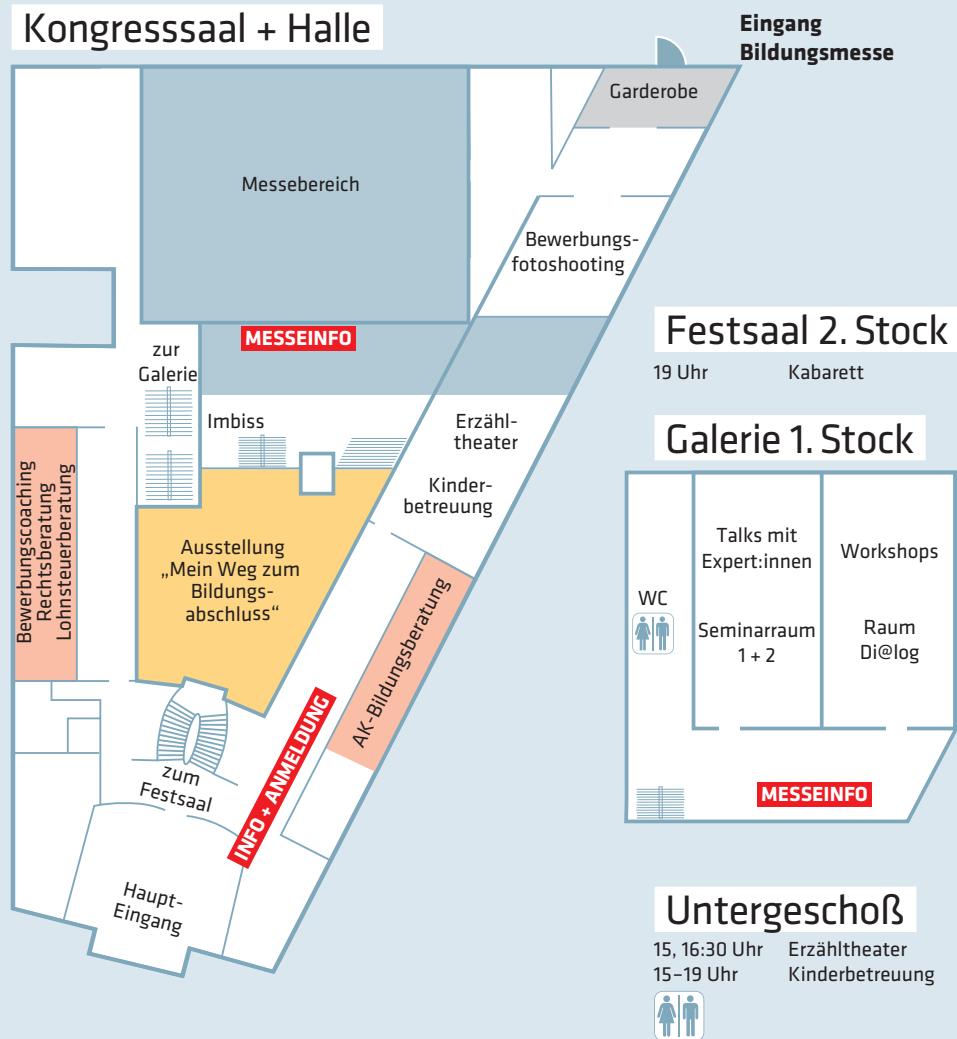 Kongresssaal + Halle
Eingang
Bildungsmesse
Garderobe
Messebereich
Bewerbungs-
fotoshooting
MESSEINFO
zur
Galerie
Imbiss
Erzähl-
theater
Kinder-
betreuung
Bewerbungscoaching
Rechtsberatung
Lohnsteuerberatung
Ausstellung
„Mein Weg zum
Bildungs-
abschluss“
AK-Bildungsberatung
INFO + ANMELDUNG
zum
Festsaal
Haupt-
Eingang
Festsaal 2. Stock
19 Uhr Kabarett
Galerie 1. Stock
WC
Talks mit
Expert:innen
Seminarraum
1 + 2
Workshops
Raum
Di@log
MESSEINFO
Untergeschoß
15, 16:30 Uhr Erzähltheater
15–19 Uhr Kinderbetreuung